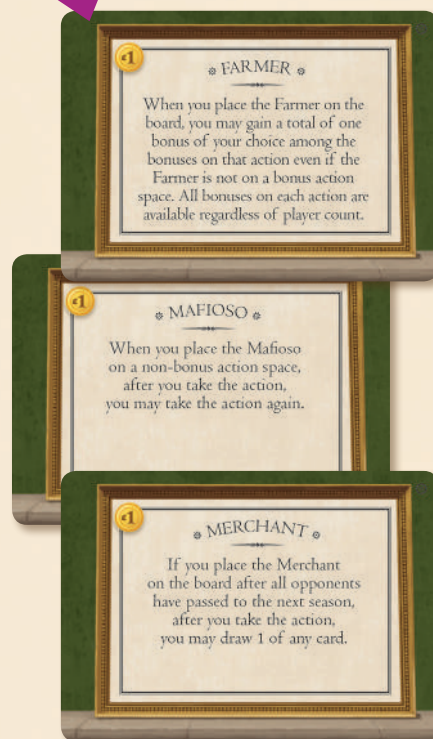 1
FARMER
When you place the Farmer on the
board, you may gain a total of one
bonus of your choice among the
bonuses on that action even if the
Farmer is not on a bonus action
space. All bonuses on each action are
available regardless of player count.
1
MAFIOSO
When you place the Mafioso
on a non-bonus action space,
after you take the action,
you may take the action again.
1
MERCHANT
If you place the Merchant
on the board after all opponents
have passed to the next season,
after you take the action,
you may draw 1 of any card.